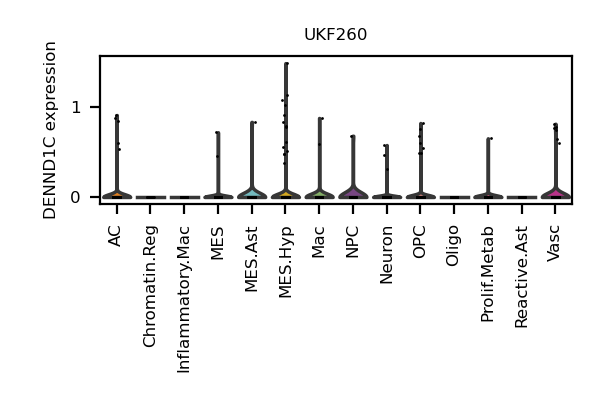 UKF260
DENND1C expression
1
0
AC
Chromatin.Reg
Inflammatory.Mac
MES
MES.Ast
MES.Hyp
Mac
NPC
Neuron
OPC
Oligo
Prolif.Metab
Reactive.Ast
Vasc